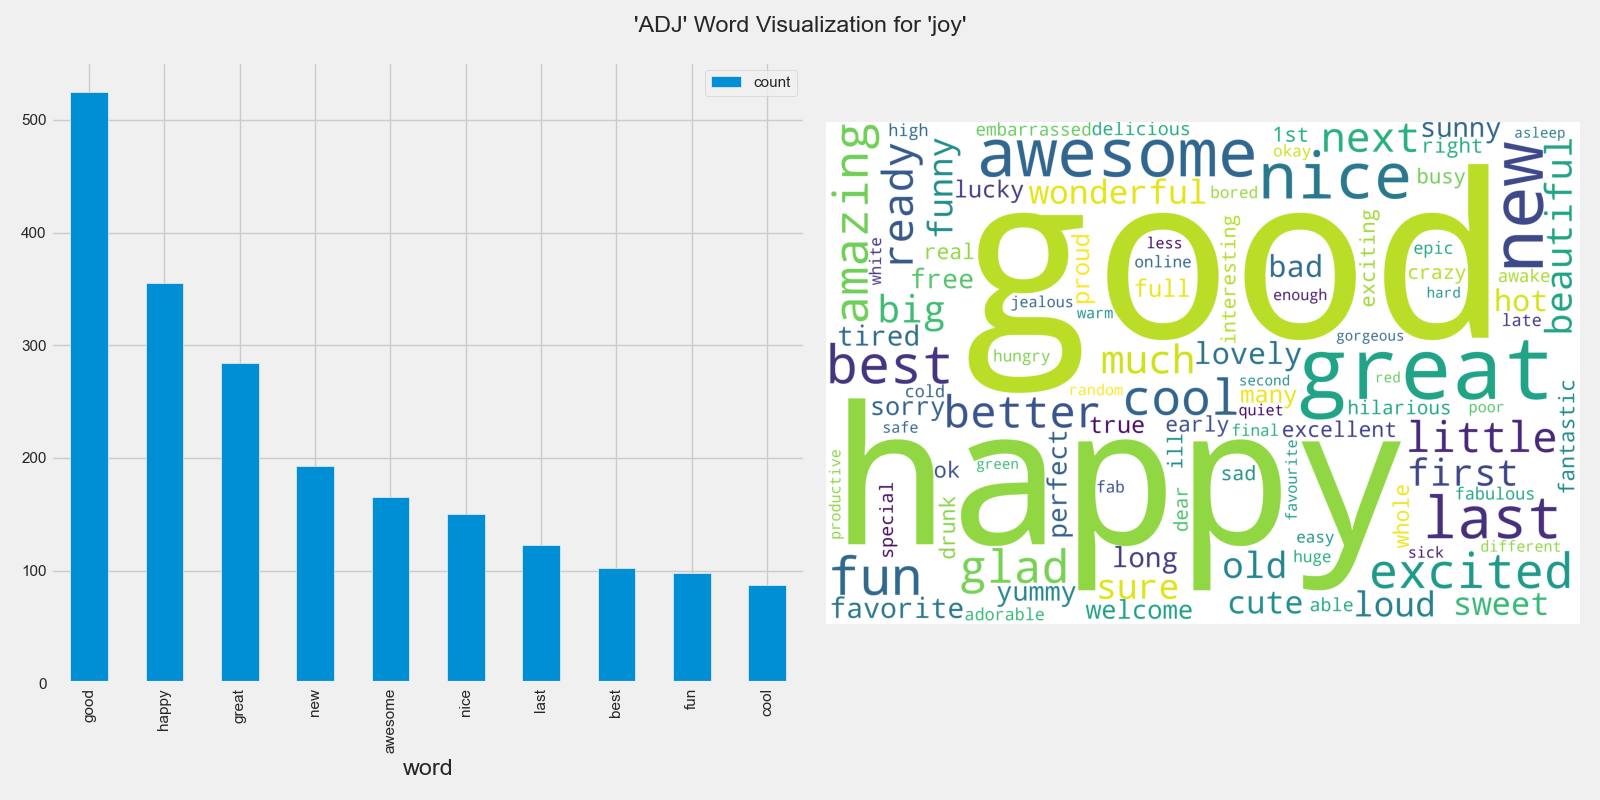 'ADJ' Word Visualization for 'joy'
count
500
400
300
200
100
0
good
happy
great
new
awesome
nice
last
best
fun
cool
word
amazing
high
ready
funny
embarrassed
delicious
awesome
lucky
wonderful
bored
1st
okay
next
right
sunny
asleep
nice
busy
new
beautiful
white
real
free
big
tired
good
jealous
proud
warm
less
online
full
interesting
bad
enough
exciting
epic
crazy
hard
awake
hot
late
gorgeous
best
hungry
much
lovely
great
cold
random
cool
second
many
quiet
red
sorry
better
safe
true
early
final
hilarious
excellent
poor
little
fantastic
happy
productive
special
ok
green
drunk
perfect
fab
ill
dear
sad
favourite
first
fabulous
whole
last
easy
huge
sick
different
fun
glad
long
old
excited
yummy
sure
favorite
adorable
welcome
cute
able
loud
sweet